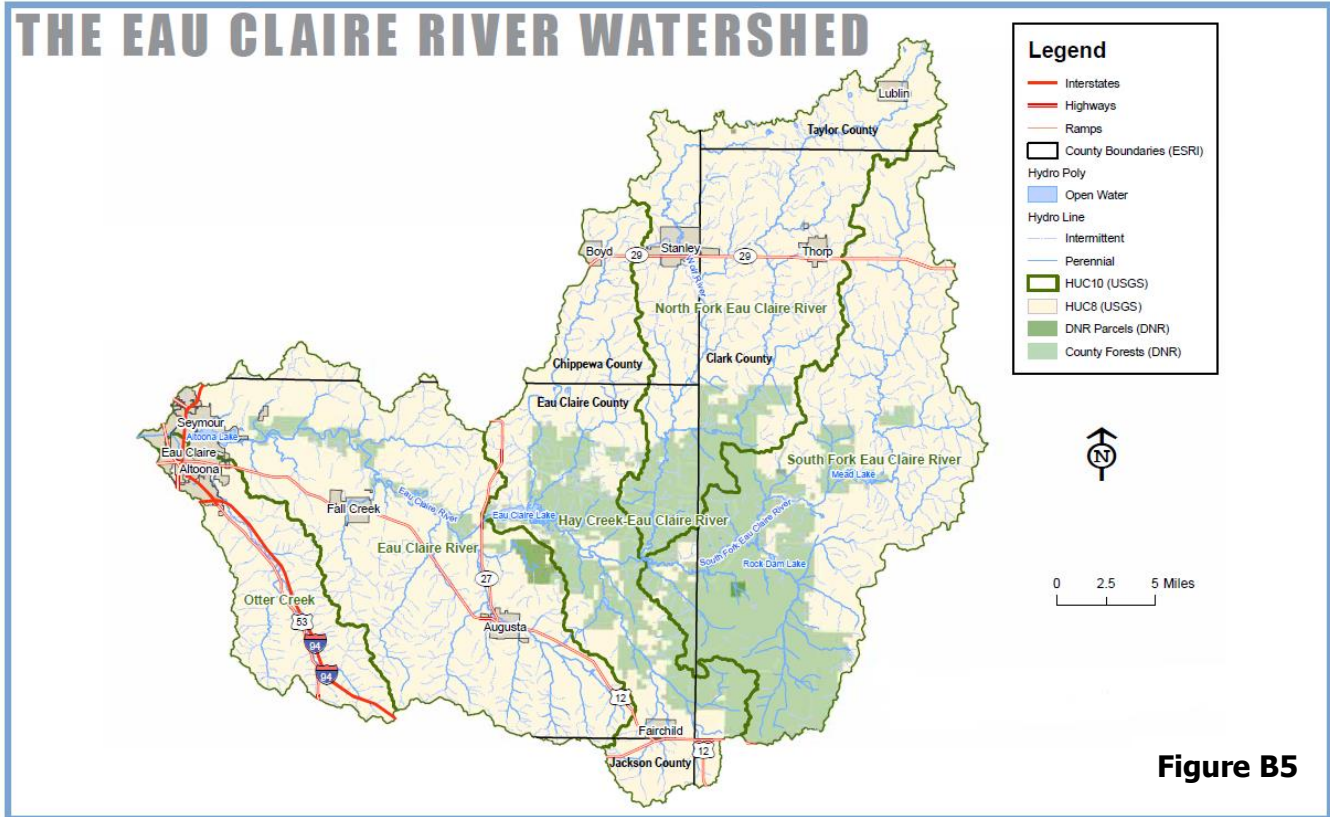 THE EAU CLAIRE RIVER WATERSHED
Legend
Interstates
Highways
Ramps
County Boundaries (ESRI)
Hydro Poly
Open Water
Hydro Line
Intermittent
Perennial
HUC10 (USGS)
HUC8 (USGS)
DNR Parcels (DNR)
County Forests (DNR)
Lublin
Taylor County
Boyd
29
Stanley
29
Thorp
Wolf River
North Fork Eau Claire River
Chippewa County
Clark County
Eau Claire County
Seymour
Altoona Lake
Eau Claire
Altoona
South Fork Eau Claire River
Mead Lake
Fall Creek
Eau Claire River
Eau Claire Lake
Hay Creek-Eau Claire River
Eau Claire River
South Fork Eau Claire River
Rock Dam Lake
27
Otter Creek
53
94
94
Augusta
12
Fairchild
12
Jackson County
N
0 2.5 5 Miles
Figure B5